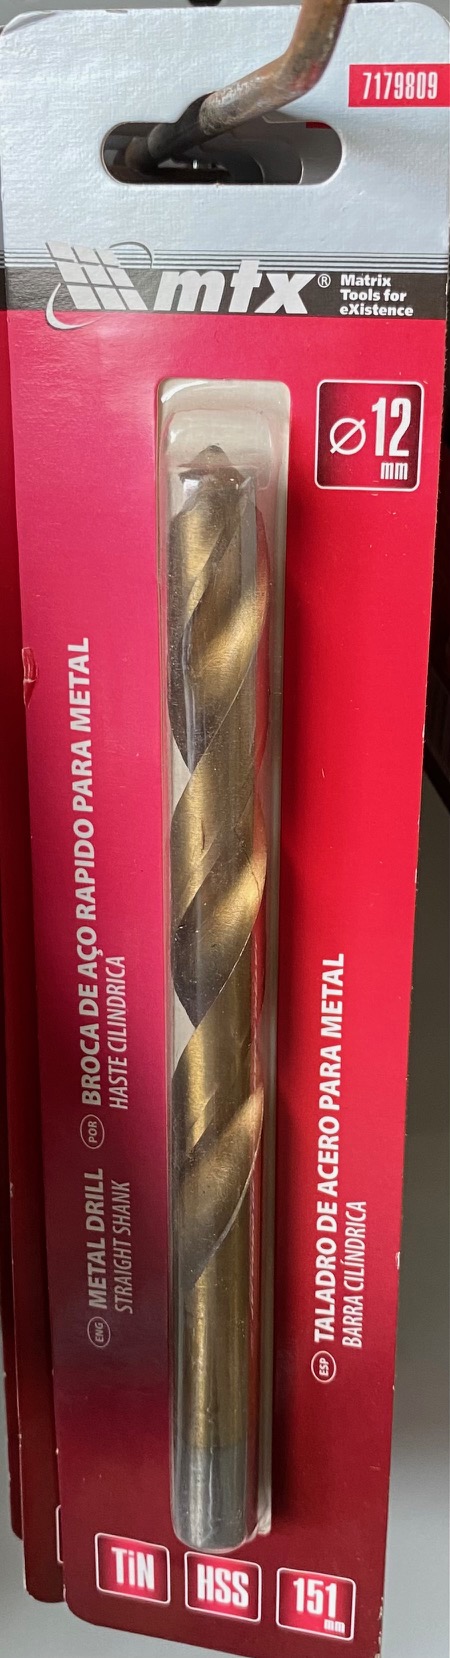 7179809
mtx®
Matrix
Tools for
eXistence
Ø12
mm
POR BROCA DE AÇO RAPIDO PARA METAL
HASTE CILINDRICA
ENG METAL DRILL
STRAIGHT SHANK
ESP TALADRO DE ACERO PARA METAL
BARRA CILÍNDRICA
TiN
HSS
151
mm